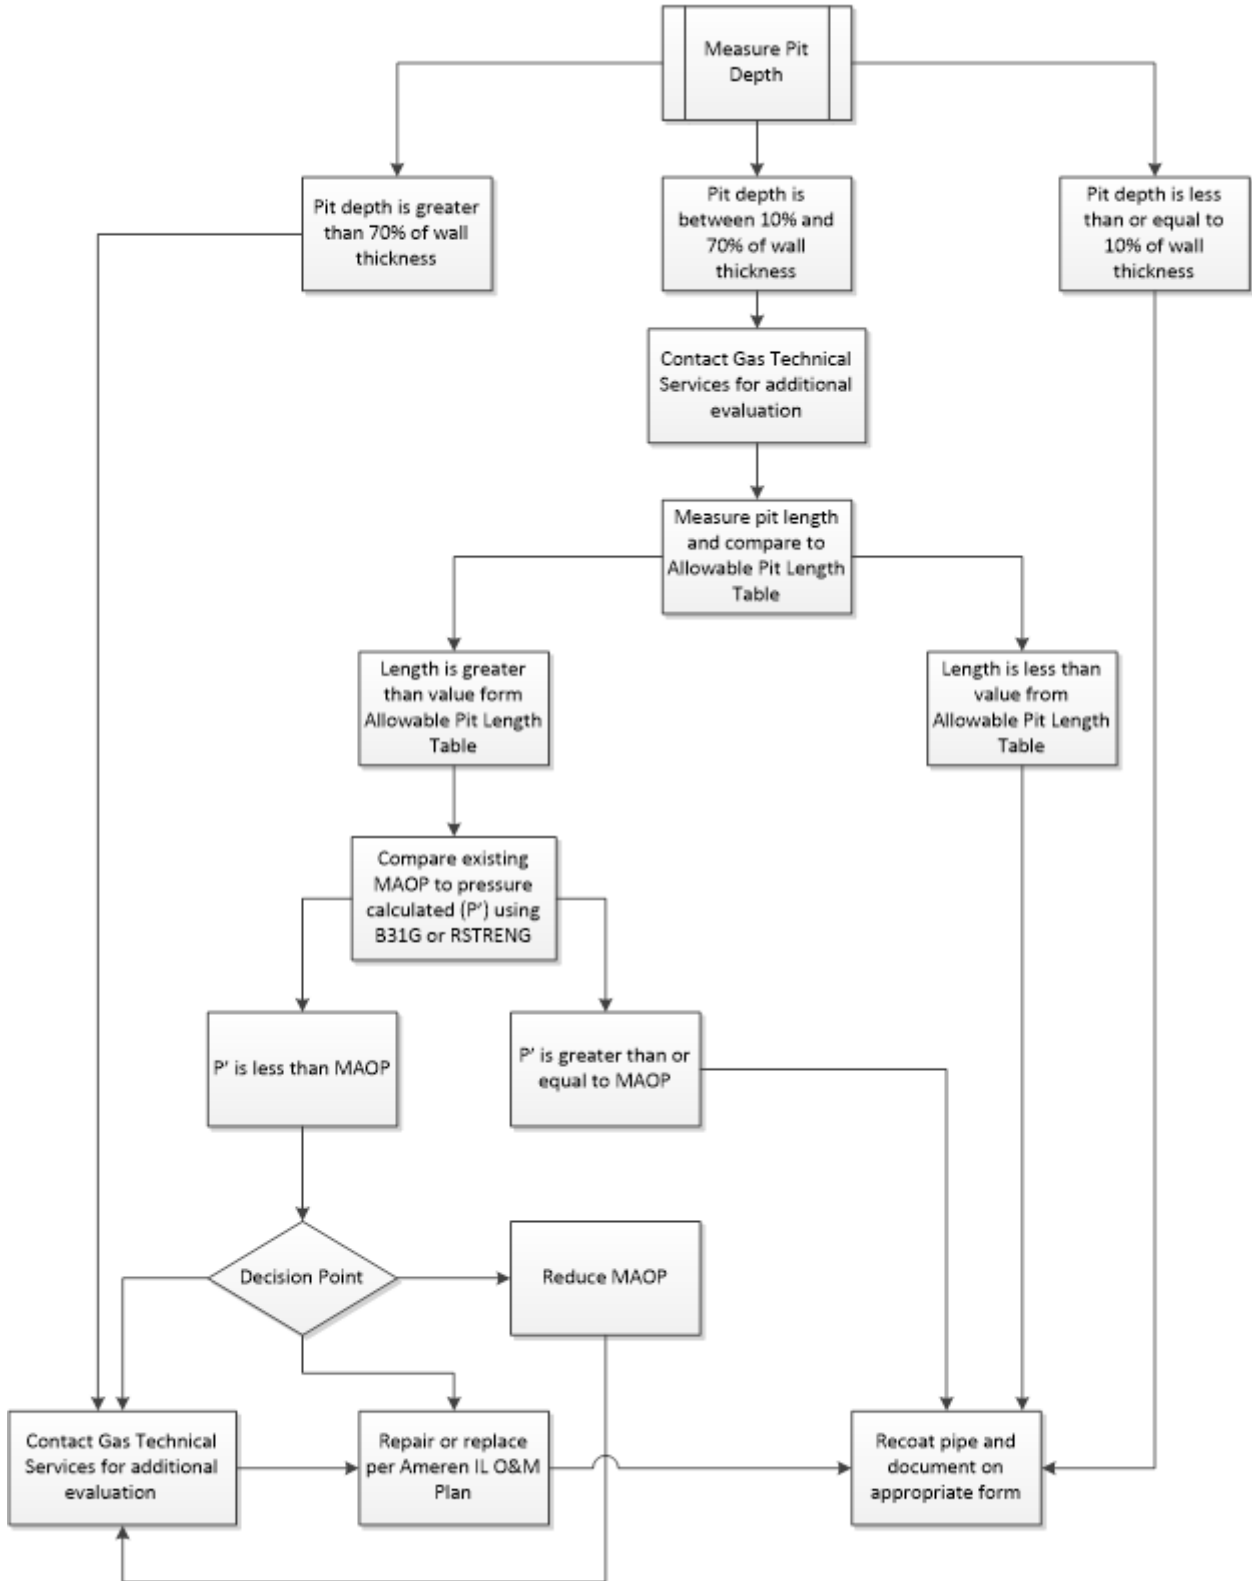 Measure Pit
Depth
Pit depth is greater
than 70% of wall
thickness
Pit depth is
between 10% and
70% of wall
thickness
Pit depth is less
than or equal to
10% of wall
thickness
Contact Gas Technical
Services for additional
evaluation
Measure pit length
and compare to
Allowable Pit Length
Table
Length is greater
than value form
Allowable Pit Length
Table
Length is less than
value from
Allowable Pit Length
Table
Compare existing
MAOP to pressure
calculated (P') using
B31G or RSTRENG
P' is less than MAOP
P' is greater than or
equal to MAOP
Decision Point
Reduce MAOP
Contact Gas Technical
Services for additional
evaluation
Repair or replace
per Ameren IL O&M
Plan
Recoat pipe and
document on
appropriate form